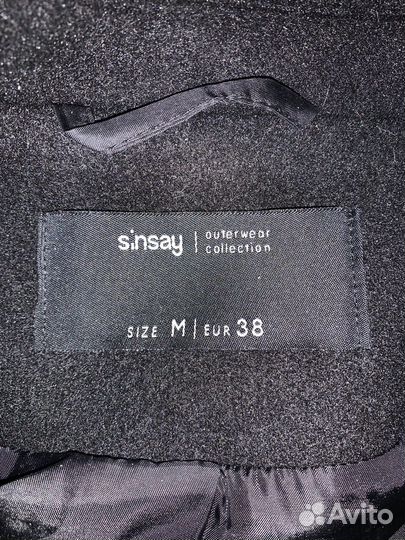 sinsay | outerwear
collection
SIZE M | EUR 38
Avito